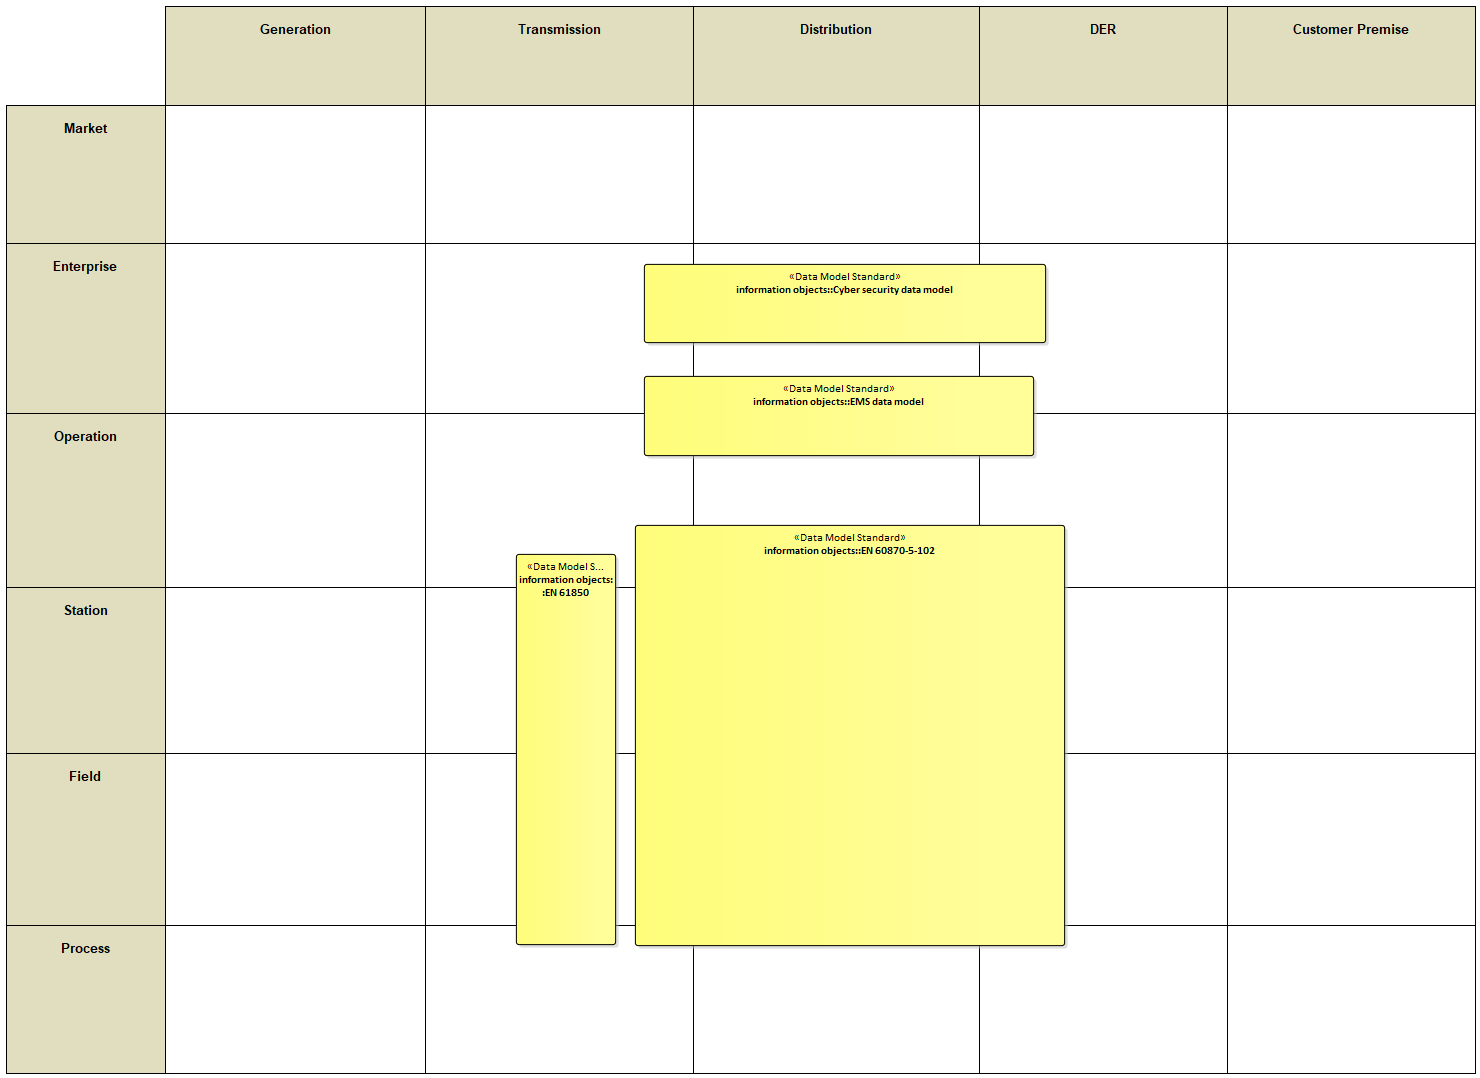 Generation
Transmission
Distribution
DER
Customer Premise
Market
Enterprise
«Data Model Standard»
information objects::Cyber security data model
«Data Model Standard»
information objects::EMS data model
Operation
«Data Model Standard»
information objects::EN 60870-5-102
«Data Model S...
information objects:
:EN 61850
Station
Field
Process